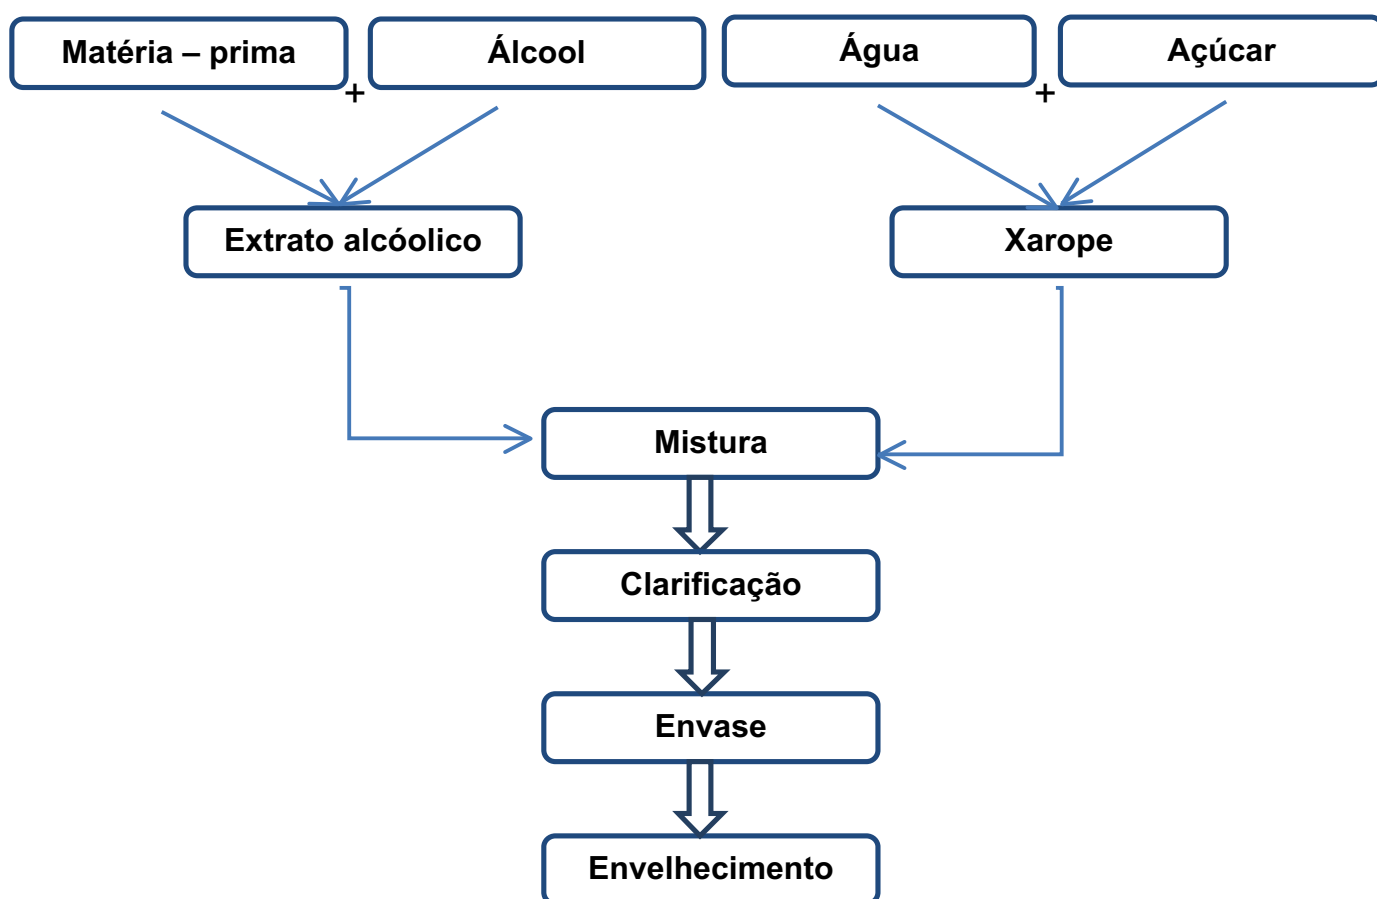 Matéria – prima
+
Álcool
Água
+
Açúcar
Extrato alcóolico
Xarope
Mistura
Clarificação
Envase
Envelhecimento